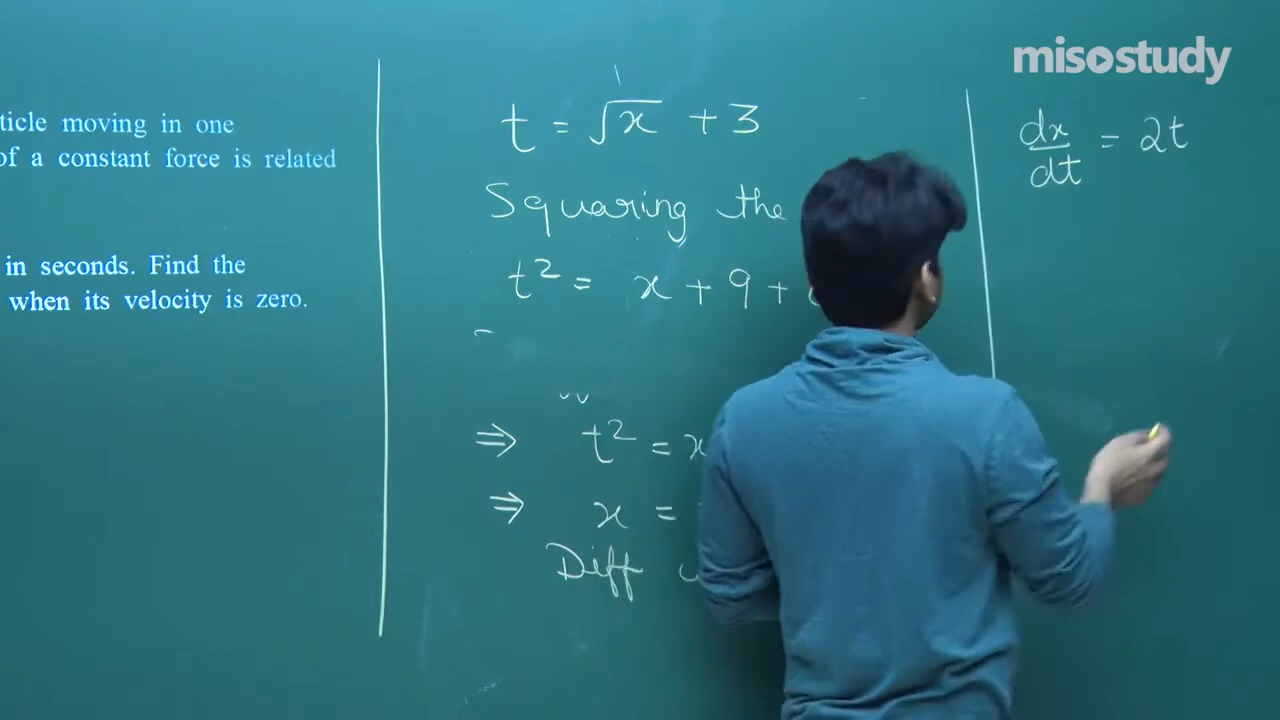 misostudy
ticle moving in one
of a constant force is related
in seconds. Find the
when its velocity is zero.
t = √x + 3
Squaring the
t² = x + 9 +
⇒ t² = x
⇒ x =
Diff
dx/dt = 2t